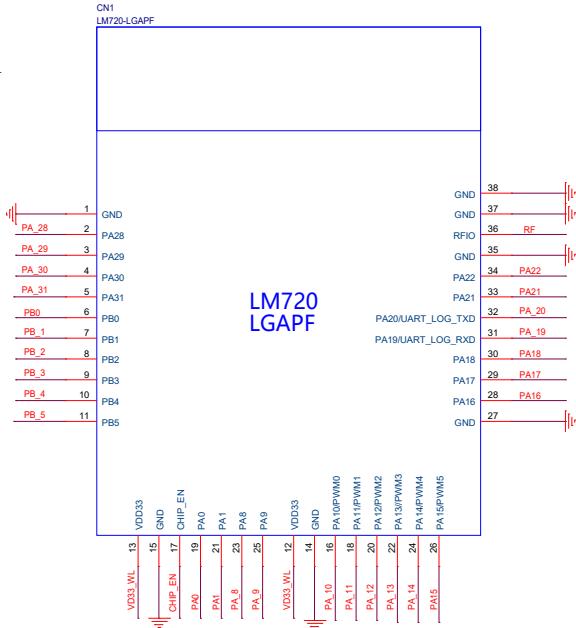 CN1
LM720-LGAPF
1 GND
PA_28 2 PA28
PA_29 3 PA29
PA_30 4 PA30
PA_31 5 PA31
PB0 6 PB0
PB_1 7 PB1
PB_2 8 PB2
PB_3 9 PB3
PB_4 10 PB4
PB_5 11 PB5
LM720
LGAPF
GND 38
GND 37
RFIO 36 RF
GND 35
PA22 34 PA22
PA21 33 PA21
PA20/UART_LOG_TXD 32 PA_20
PA19/UART_LOG_RXD 31 PA_19
PA18 30 PA18
PA17 29 PA17
PA16 28 PA16
GND 27
VDD33 13 VD33_WL
GND 15
CHIP_EN 17 CHIP_EN
PA0 19 PA0
PA1 21 PA1
PA8 23 PA_8
PA9 25 PA_9
VDD33 12 VD33_WL
GND 14
PA10/PWM0 16 PA_10
PA11/PWM1 18 PA_11
PA12/PWM2 20 PA_12
PA13//PWM3 22 PA_13
PA14/PWM4 24 PA_14
PA15/PWM5 26 PA15